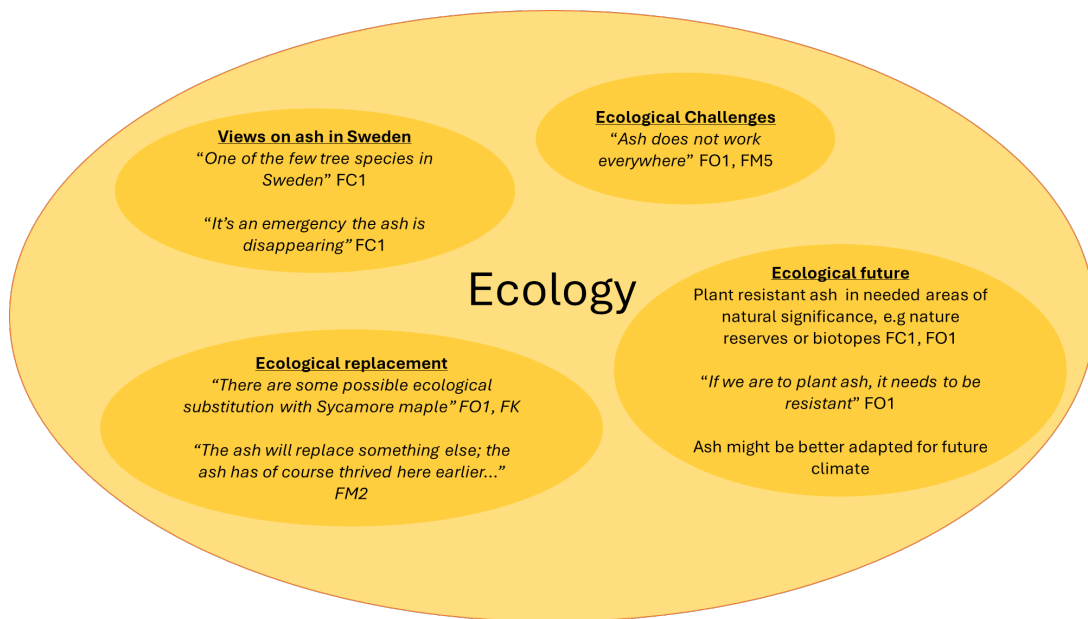 Views on ash in Sweden
“One of the few tree species in
Sweden” FC1
“It’s an emergency the ash is
disappearing” FC1
Ecological Challenges
“Ash does not work
everywhere” FO1, FM5
Ecology
Ecological replacement
“There are some possible ecological
substitution with Sycamore maple” FO1, FK
“The ash will replace something else; the
ash has of course thrived here earlier...”
FM2
Ecological future
Plant resistant ash in needed areas of
natural significance, e.g nature
reserves or biotopes FC1, FO1
“If we are to plant ash, it needs to be
resistant” FO1
Ash might be better adapted for future
climate